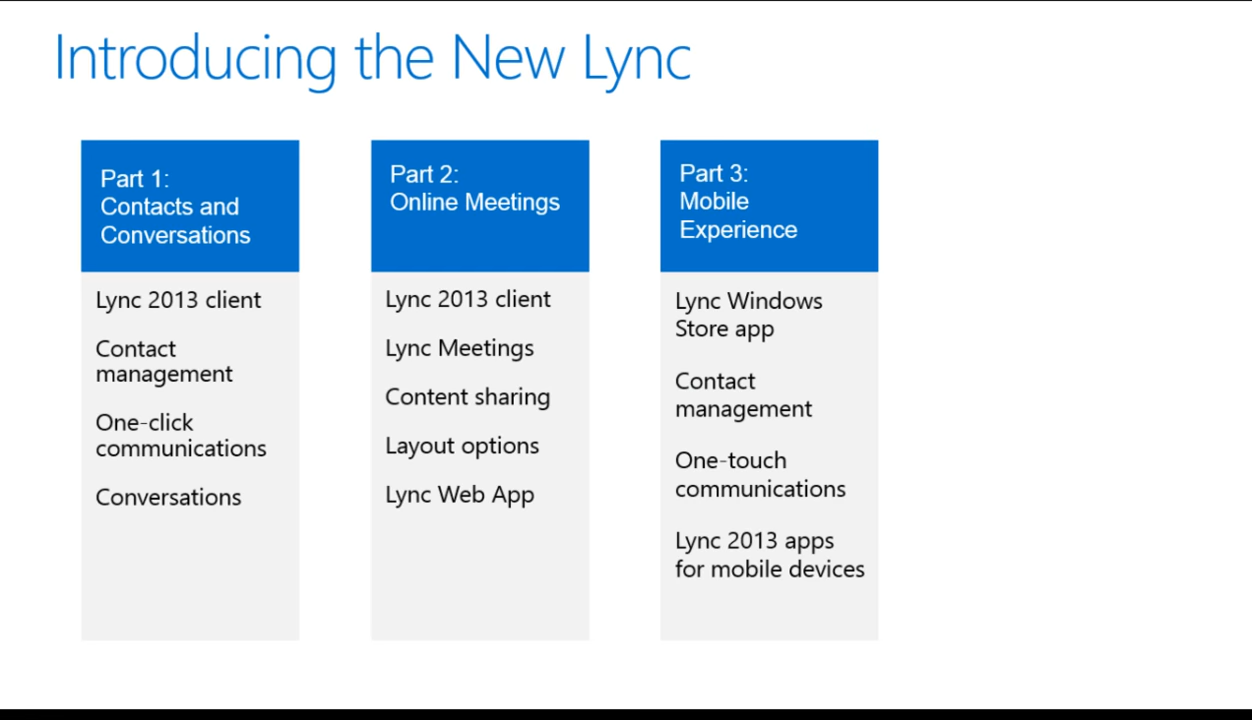 Introducing the New Lync
Part 1:
Contacts and
Conversations
Lync 2013 client
Contact
management
One-click
communications
Conversations
Part 2:
Online Meetings
Lync 2013 client
Lync Meetings
Content sharing
Layout options
Lync Web App
Part 3:
Mobile
Experience
Lync Windows
Store app
Contact
management
One-touch
communications
Lync 2013 apps
for mobile devices